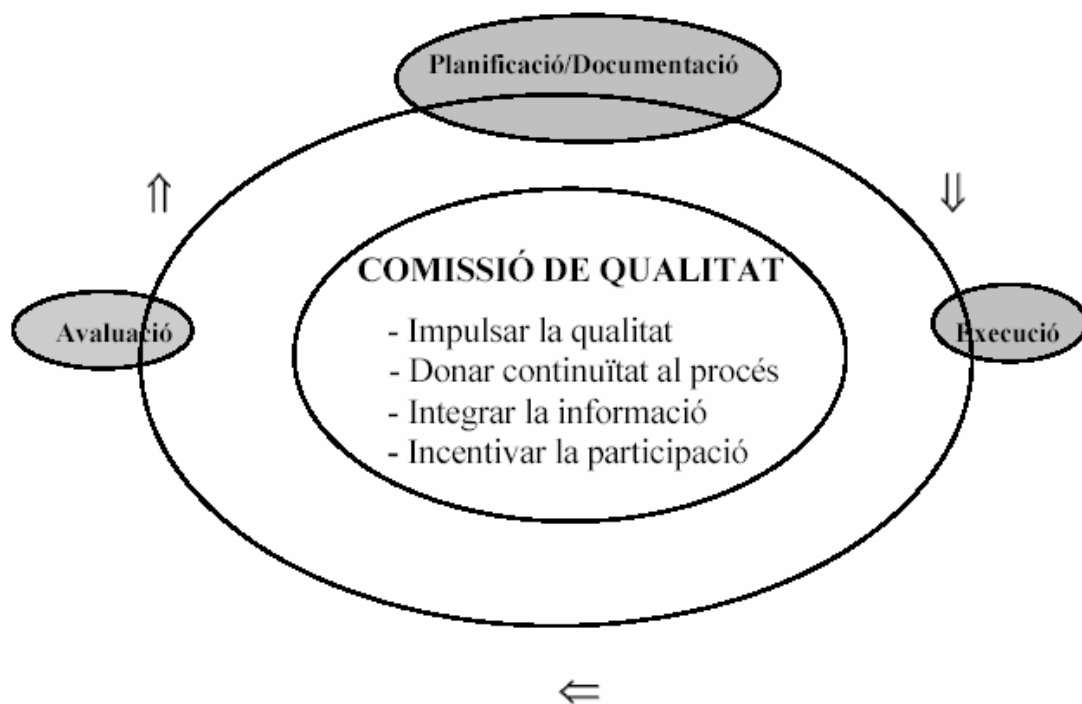 Planificació/Documentació
⇑
⇓
COMISSIÓ DE QUALITAT
Avaluació
Execució
- Impulsar la qualitat
- Donar continuïtat al procés
- Integrar la informació
- Incentivar la participació
⇐